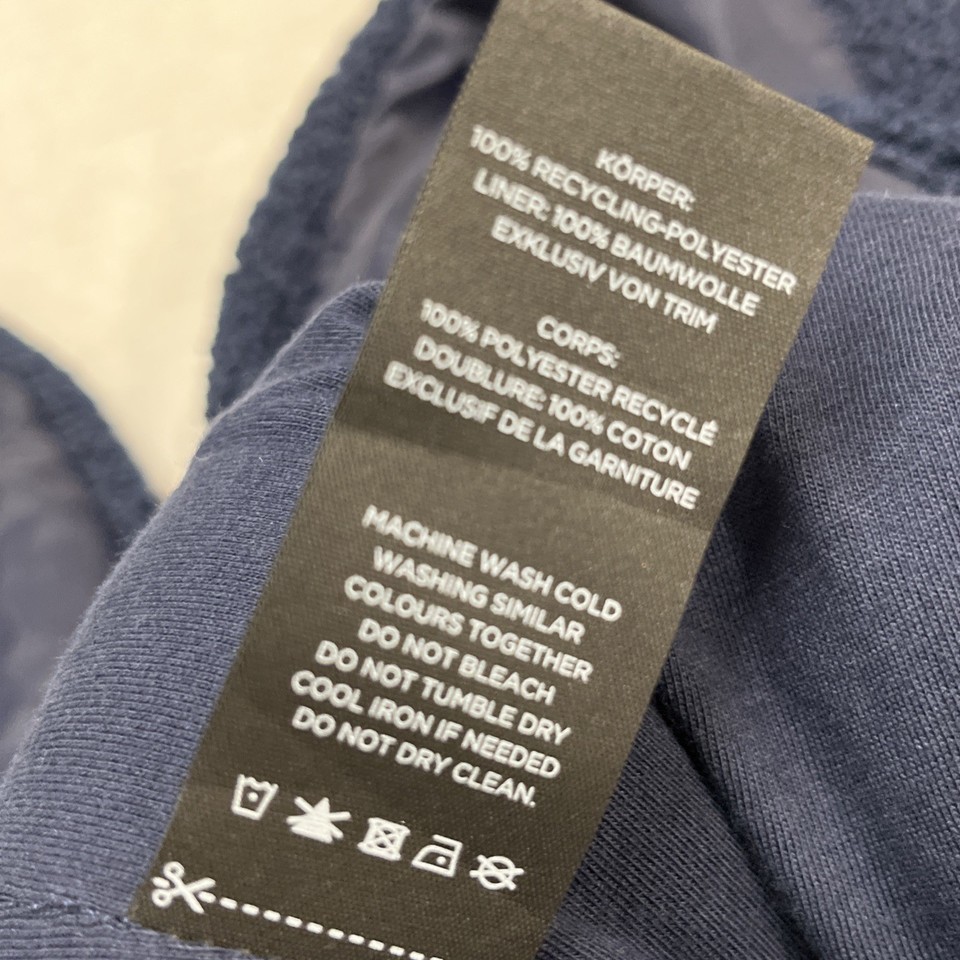 KÖRPER:
100% RECYCLING-POLYESTER
LINER: 100% BAUMWOLLE
EXKLUSIV VON TRIM
CORPS:
100% POLYESTER RECYCLÉ
DOUBLURE: 100% COTON
EXCLUSIF DE LA GARNITURE
MACHINE WASH COLD
WASHING SIMILAR
COLOURS TOGETHER
DO NOT BLEACH
DO NOT TUMBLE DRY
COOL IRON IF NEEDED
DO NOT DRY CLEAN.